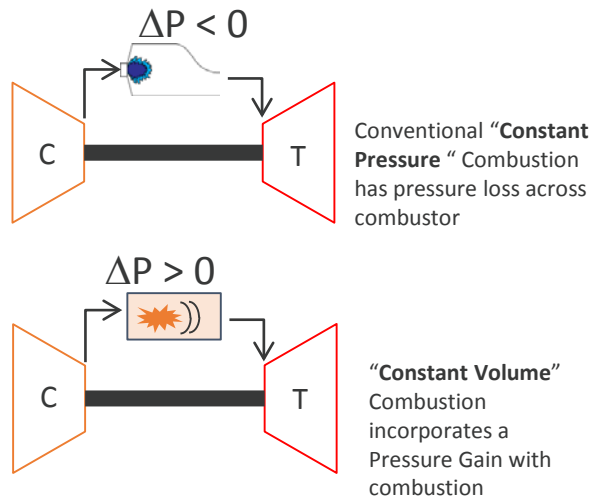 ΔP < 0
C
T
Conventional “Constant
Pressure “ Combustion
has pressure loss across
combustor
ΔP > 0
C
T
“Constant Volume”
Combustion
incorporates a
Pressure Gain with
combustion